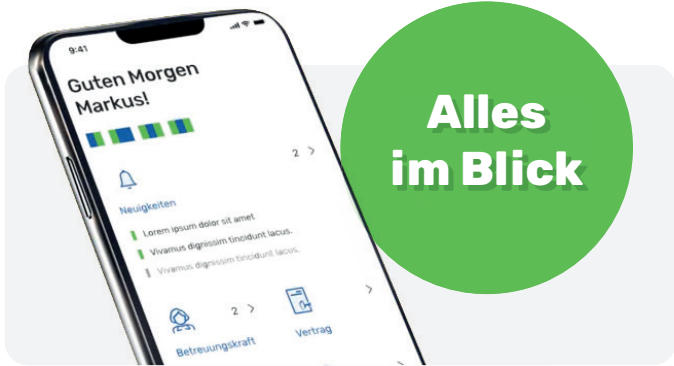 9:41
Guten Morgen
Markus!
2
Neuigkeiten
Lorem ipsum dolor sit amet
Vivamus dignissim tincidunt lacus.
Vivamus dignissim tincidunt lacus.
2
Betreuungskraft
Vertrag
Alles
im Blick